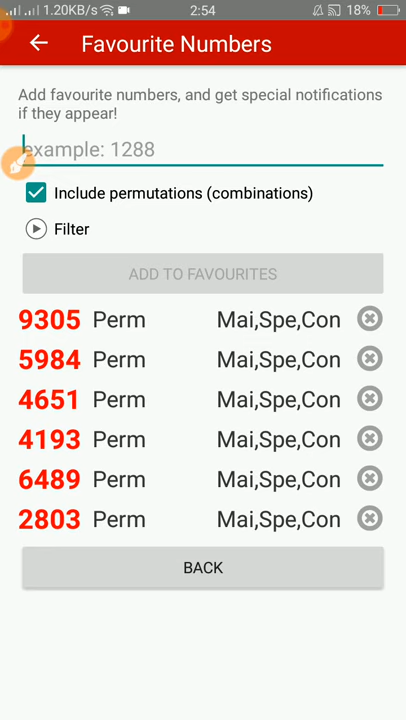 1.20KB/s 2:54 18%
Favourite Numbers
Add favourite numbers, and get special notifications
if they appear!
example: 1288
Include permutations (combinations)
Filter
ADD TO FAVOURITES
9305 Perm Mai,Spe,Con
5984 Perm Mai,Spe,Con
4651 Perm Mai,Spe,Con
4193 Perm Mai,Spe,Con
6489 Perm Mai,Spe,Con
2803 Perm Mai,Spe,Con
BACK